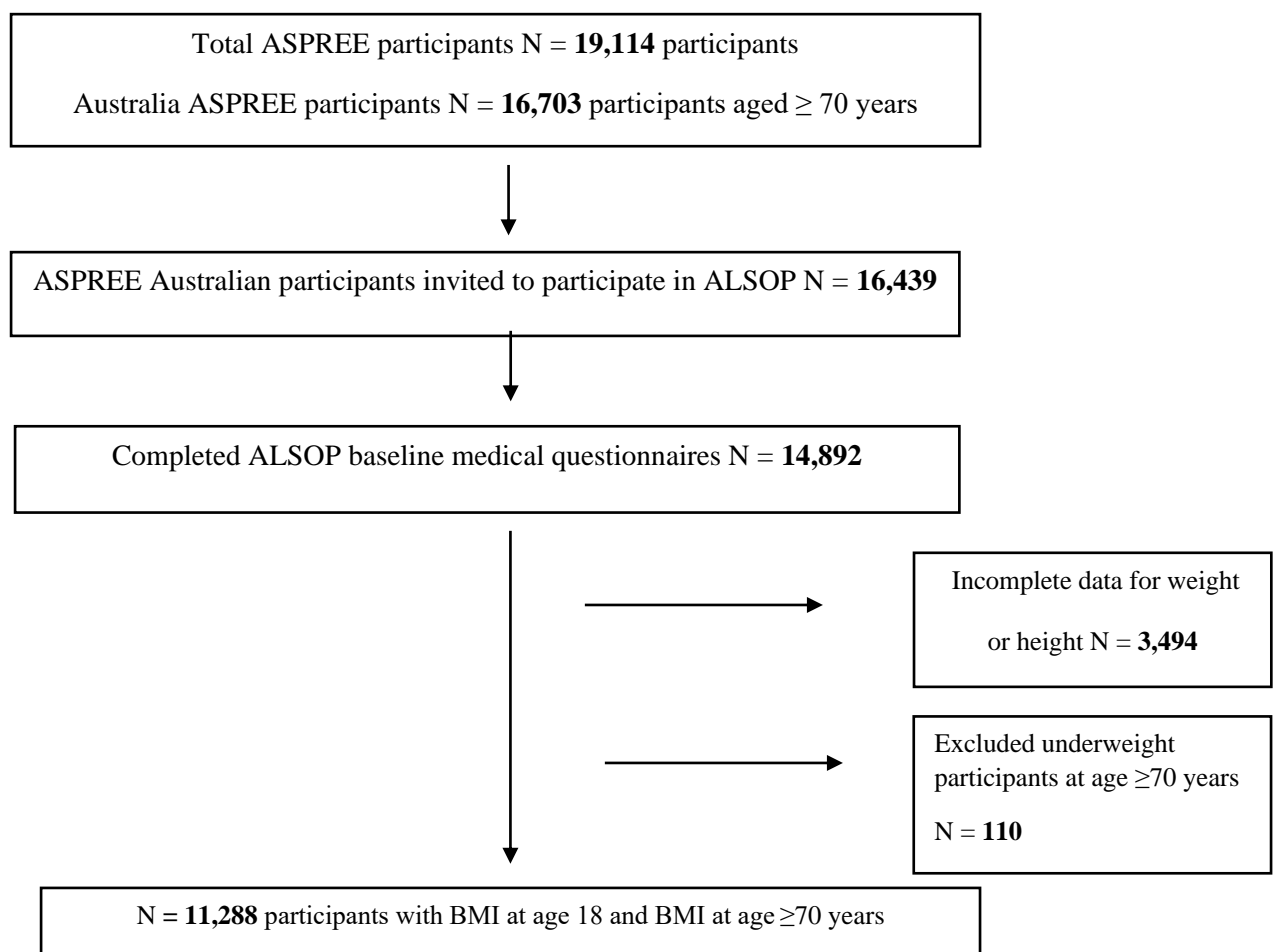 Total ASPREE participants N = 19,114 participants
Australia ASPREE participants N = 16,703 participants aged ≥ 70 years
ASPREE Australian participants invited to participate in ALSOP N = 16,439
Completed ALSOP baseline medical questionnaires N = 14,892
Incomplete data for weight
or height N = 3,494
Excluded underweight
participants at age ≥70 years
N = 110
N = 11,288 participants with BMI at age 18 and BMI at age ≥70 years